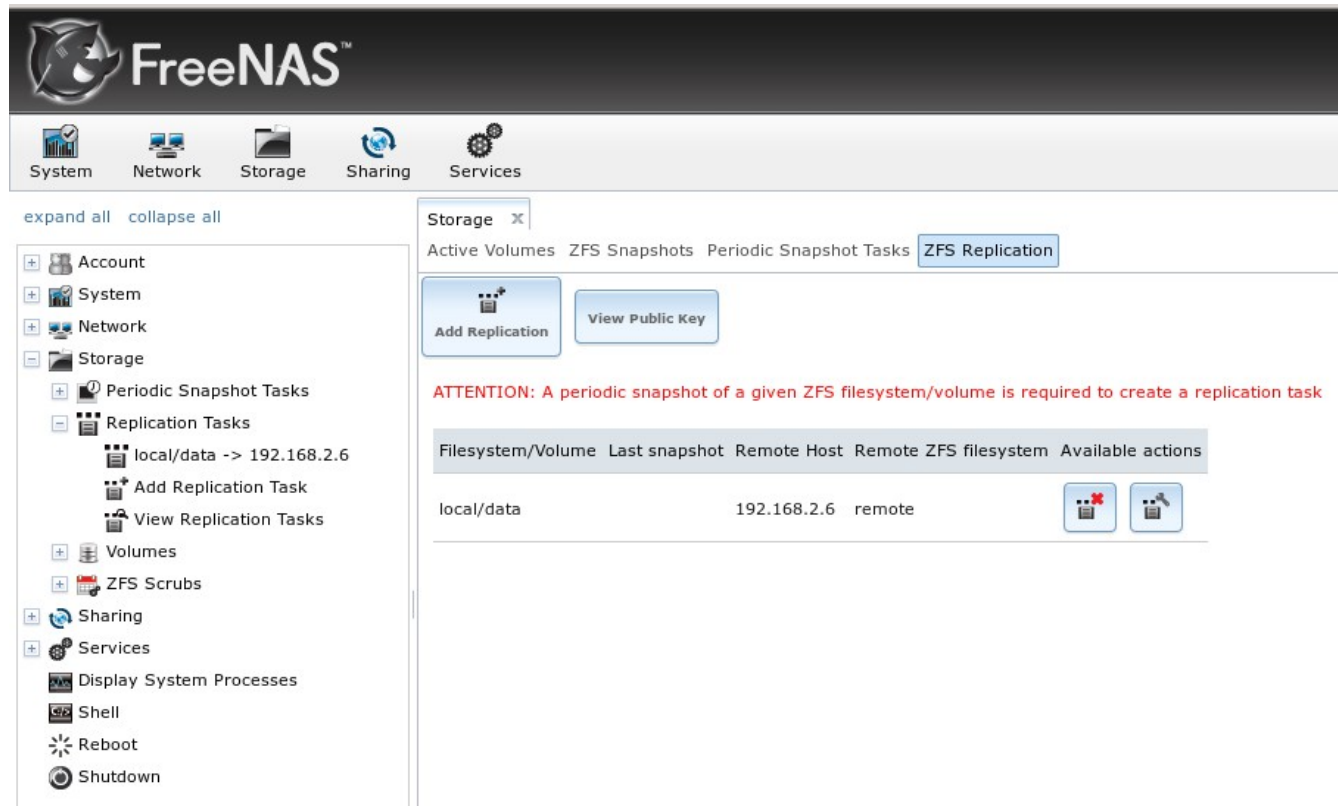 FreeNAS™
System Network Storage Sharing Services
expand all collapse all
Account
System
Network
Storage
Periodic Snapshot Tasks
Replication Tasks
local/data -> 192.168.2.6
Add Replication Task
View Replication Tasks
Volumes
ZFS Scrubs
Sharing
Services
Display System Processes
Shell
Reboot
Shutdown
Storage X
Active Volumes ZFS Snapshots Periodic Snapshot Tasks ZFS Replication
Add Replication View Public Key
ATTENTION: A periodic snapshot of a given ZFS filesystem/volume is required to create a replication task
Filesystem/Volume Last snapshot Remote Host Remote ZFS filesystem Available actions
local/data 192.168.2.6 remote